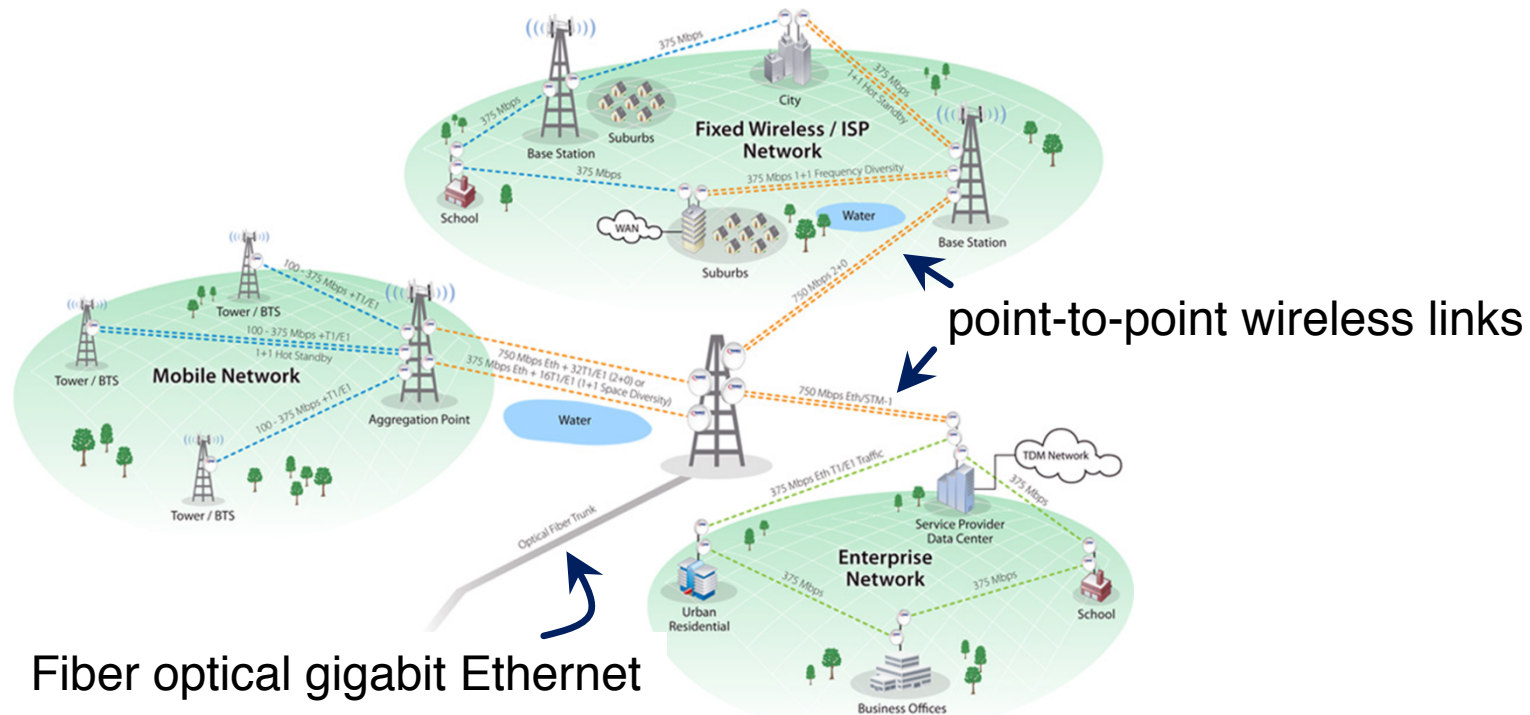 375 Mbps
City
375 Mbps
1+1 Hot Standby
375 Mbps
Base Station
Suburbs
Fixed Wireless / ISP
Network
375 Mbps
375 Mbps 1+1 Frequency Diversity
School
WAN
Water
Base Station
Suburbs
750 Mbps 2+0
point-to-point wireless links
100 - 375 Mbps +T1/E1
Tower / BTS
100 - 375 Mbps +T1/E1
1+1 Hot Standby
Tower / BTS
Mobile Network
100 - 375 Mbps +T1/E1
Aggregation Point
Tower / BTS
750 Mbps Eth + 32T1/E1 (2+0) or
375 Mbps Eth + 16T1/E1 (1+1 Space Diversity)
Water
750 Mbps Eth/STM-1
Optical Fiber Trunk
375 Mbps Eth T1/E1 Traffic
TDM Network
375 Mbps
Service Provider
Data Center
Enterprise
Network
375 Mbps
375 Mbps
Urban
Residential
School
Business Offices
Fiber optical gigabit Ethernet